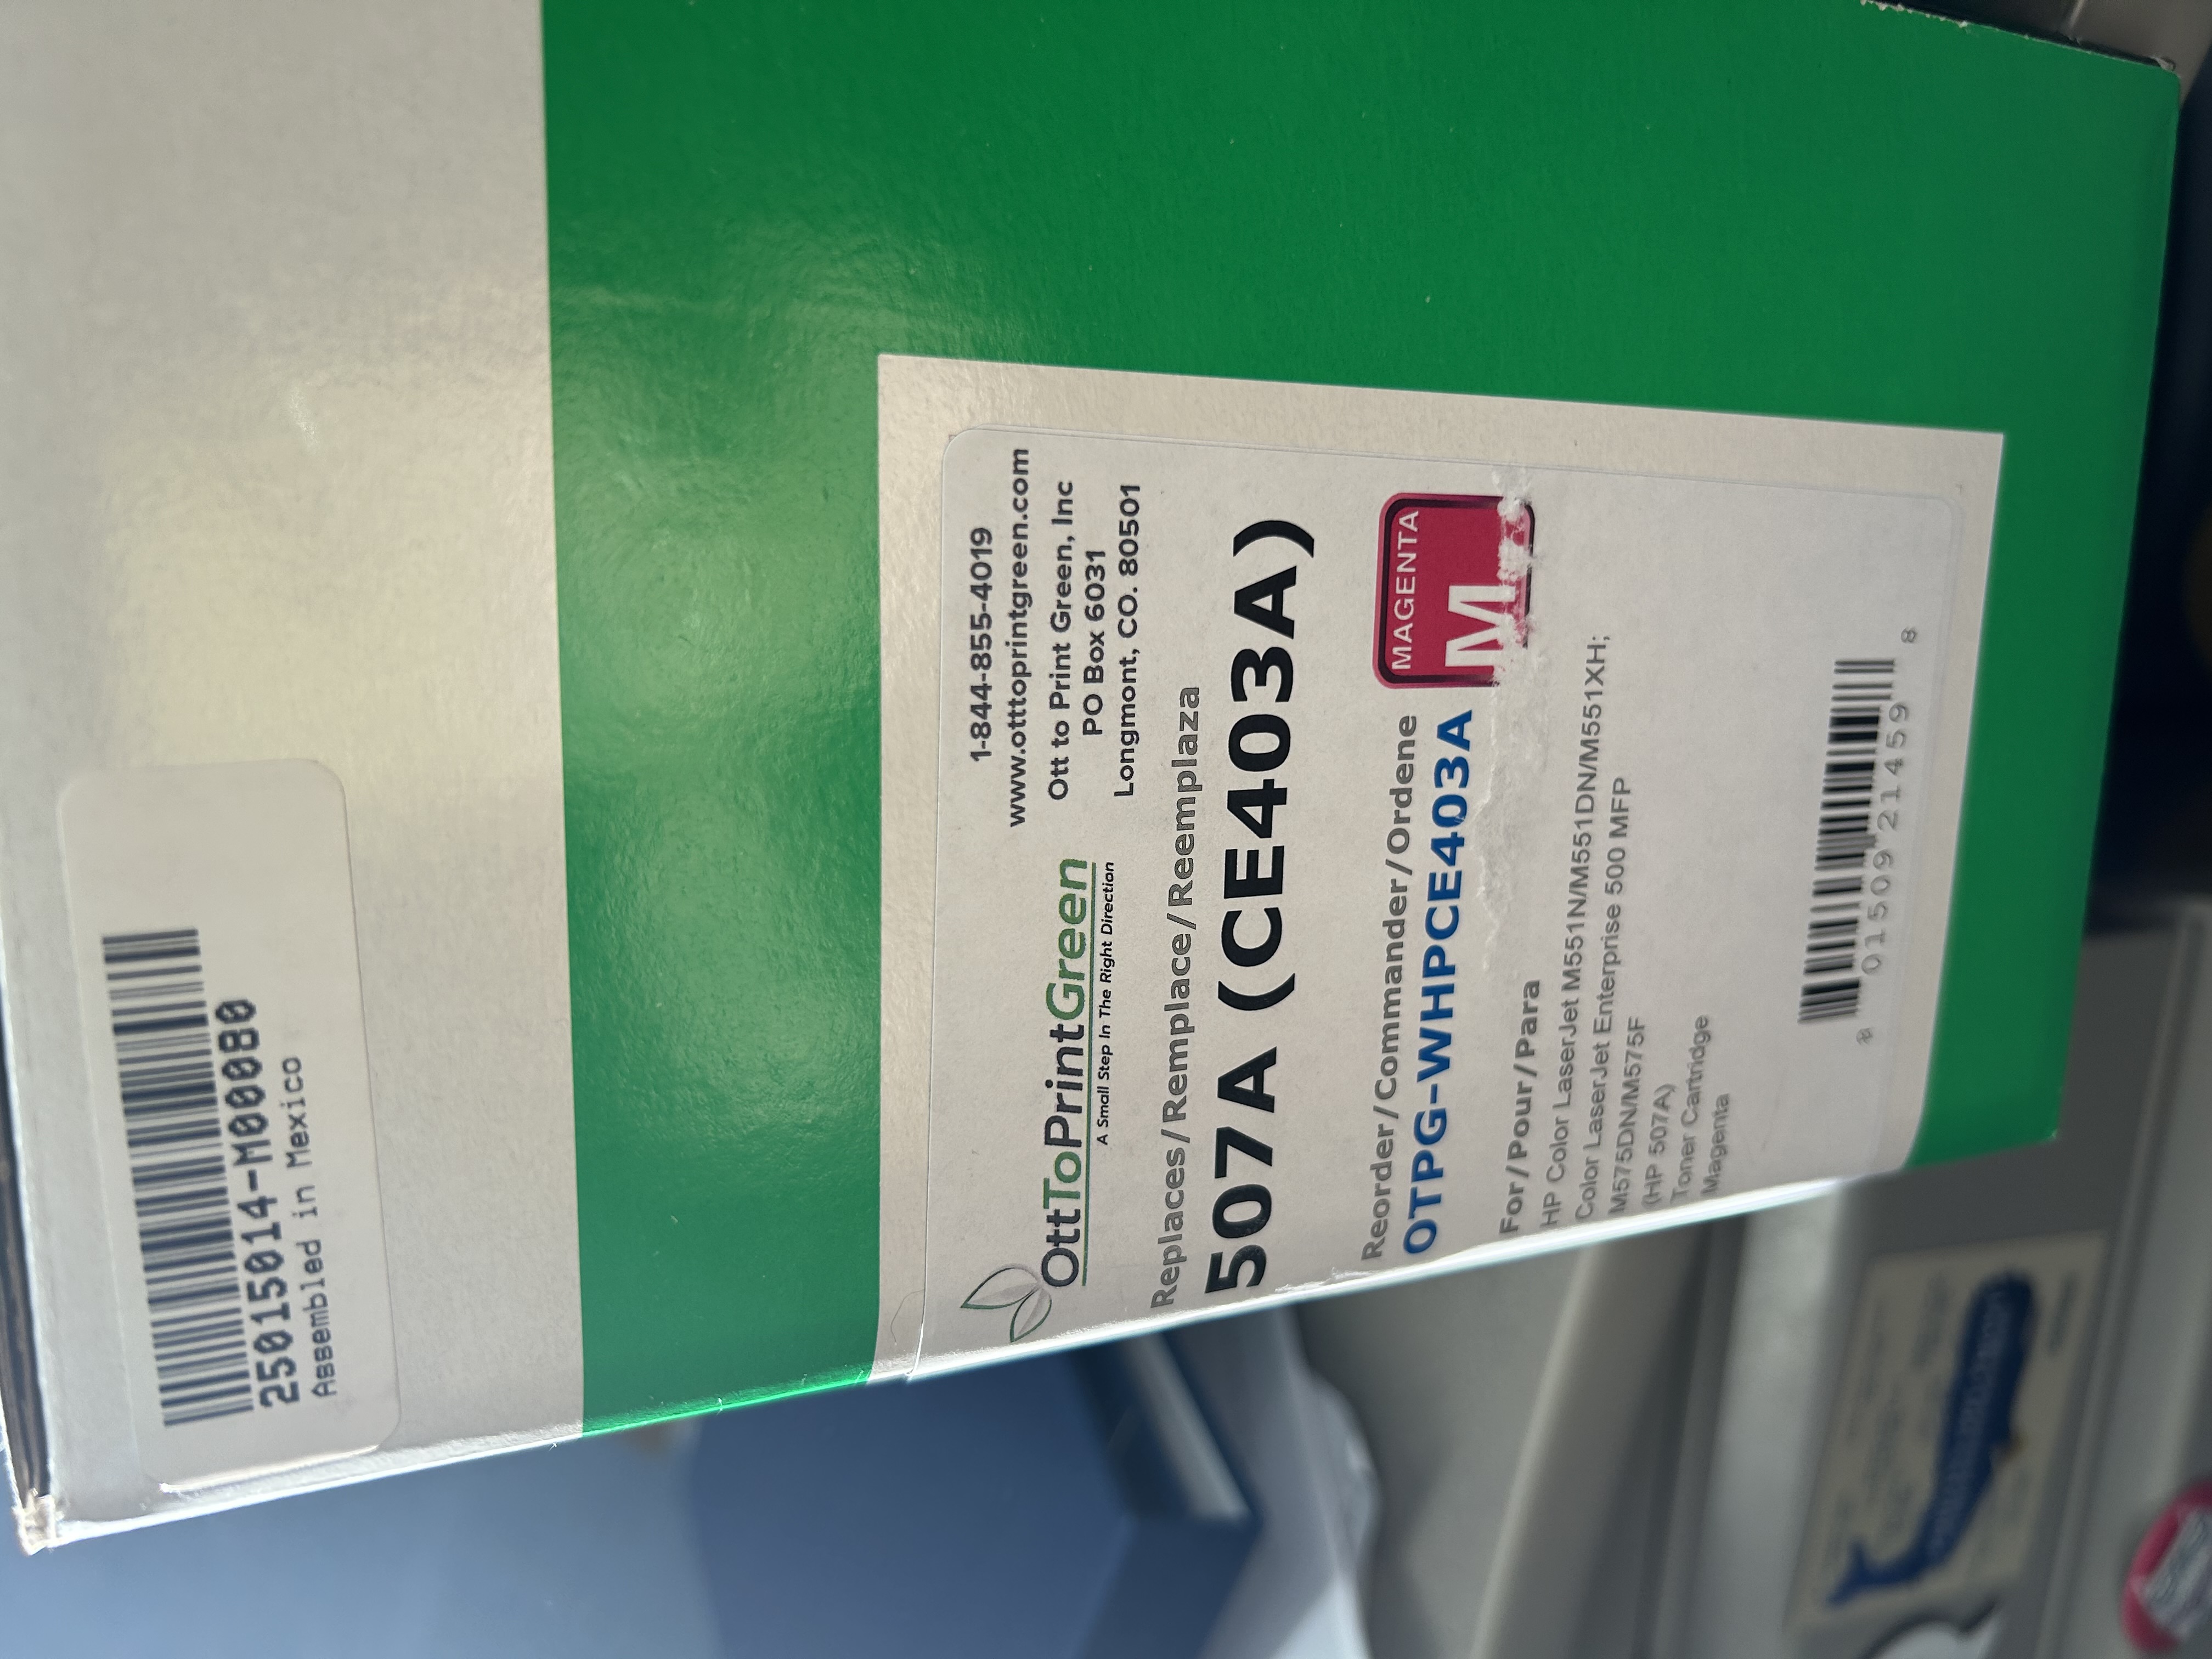 25015014-M00080
Assembled in Mexico
OttToPrintGreen
A Small Step In The Right Direction
1-844-855-4019
www.otttoprintgreen.com
Ott to Print Green, Inc
PO Box 6031
Longmont, CO. 80501
Replaces/Remplace/Reemplaza
507A (CE403A)
Reorder/Commander/Ordene
OTPG-WHPCE403A
MAGENTA
M
For/Pour/Para
HP Color LaserJet M551N/M551DN/M551XH;
Color LaserJet Enterprise 500 MFP
M575DN/M575F
(HP 507A)
Toner Cartridge
Magenta
0 01509 21459 8